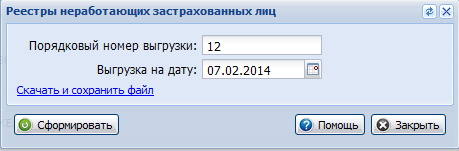 Реестры неработающих застрахованных лиц
Порядковый номер выгрузки: 12
Выгрузка на дату: 07.02.2014
Скачать и сохранить файл
Сформировать Помощь Закрыть